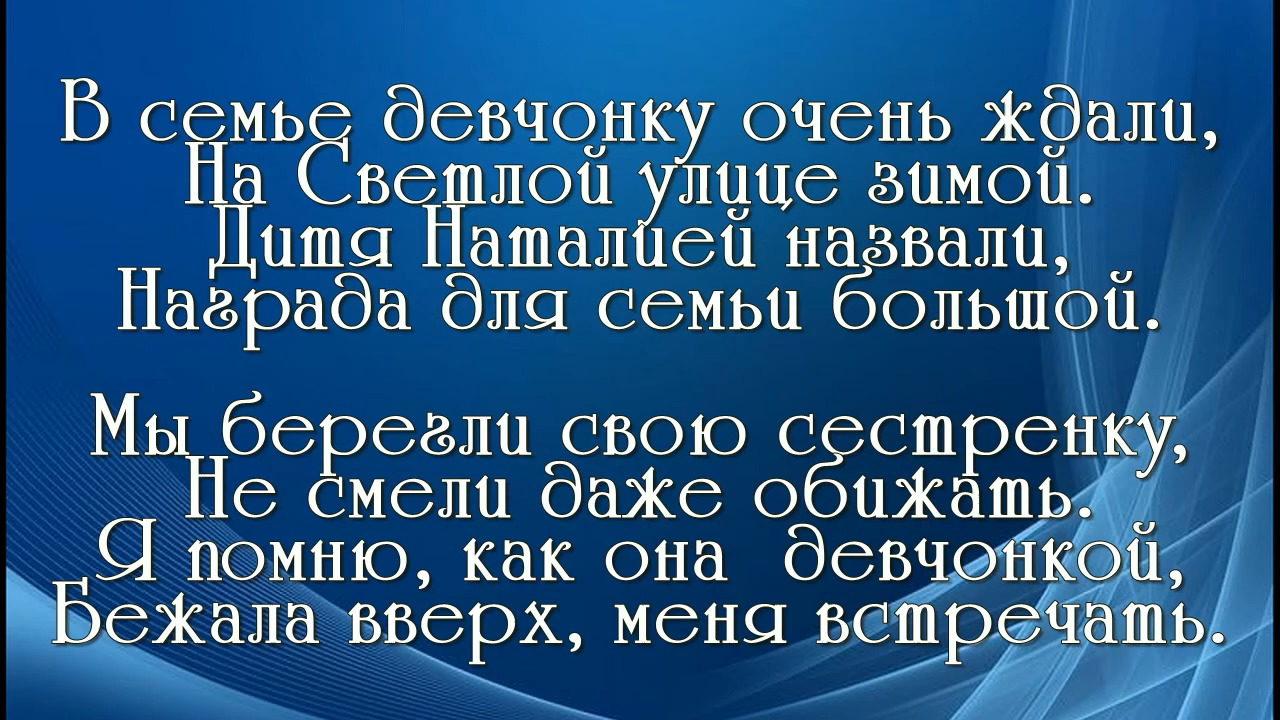 В семье девчонку очень ждали,
На Светлой улице зимой.
Дитя Наталией назвали,
Награда для семьи большой.
Мы берегли свою сестренку,
Не смели даже обижать.
Я помню, как она  девчонкой,
Бежала вверх, меня встречать.